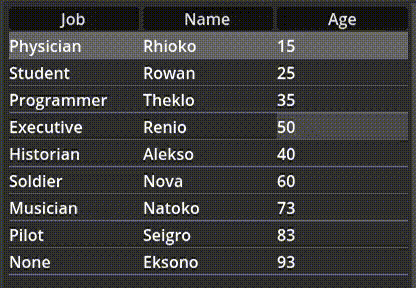 Job Name Age
Physician Rhioko 15
Student Rowan 25
Programmer Theklo 35
Executive Renio 50
Historian Alekso 40
Soldier Nova 60
Musician Natoko 73
Pilot Seigro 83
None Eksono 93